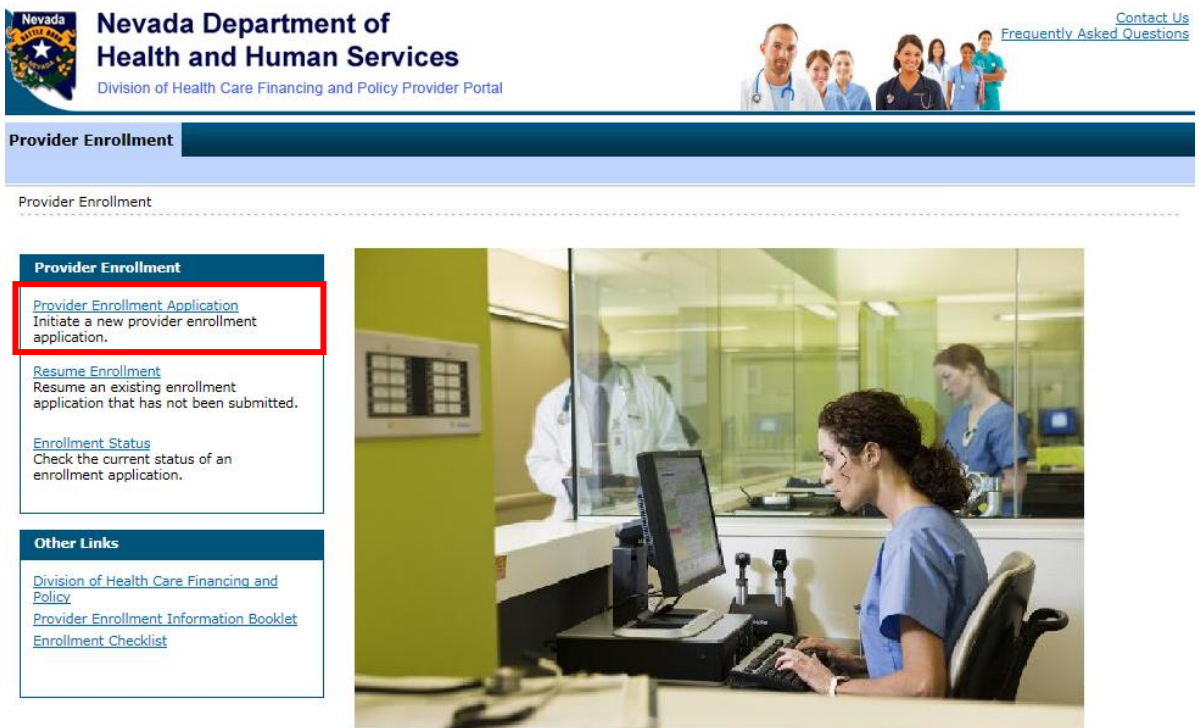 Nevada
BATTLE BORN
Nevada Department of
Health and Human Services
Division of Health Care Financing and Policy Provider Portal
Contact Us
Frequently Asked Questions
Provider Enrollment
Provider Enrollment
Provider Enrollment
Provider Enrollment Application
Initiate a new provider enrollment
application.
Resume Enrollment
Resume an existing enrollment
application that has not been submitted.
Enrollment Status
Check the current status of an
enrollment application.
Other Links
Division of Health Care Financing and
Policy
Provider Enrollment Information Booklet
Enrollment Checklist